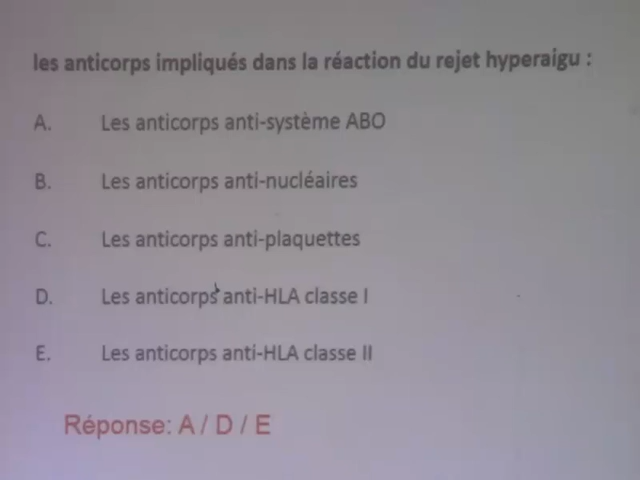 les anticorps impliqués dans la réaction du rejet hyperaigu :
A. Les anticorps anti-système ABO
B. Les anticorps anti-nucléaires
C. Les anticorps anti-plaquettes
D. Les anticorps anti-HLA classe I
E. Les anticorps anti-HLA classe II
Réponse: A / D / E